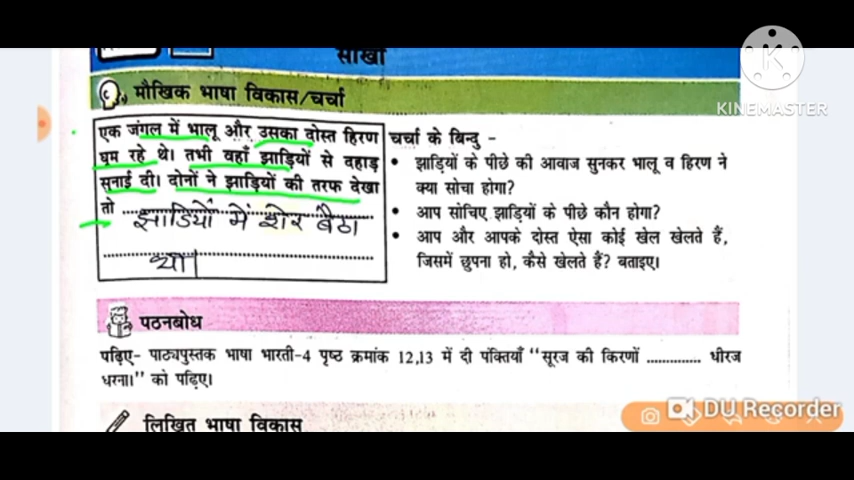 साखी
KINEMASTER
मौखिक भाषा विकास/चर्चा
एक जंगल में भालू और उसका दोस्त हिरण
घूम रहे थे। तभी वहाँ झाड़ियों से दहाड़
सुनाई दी। दोनों ने झाड़ियों की तरफ देखा
तो झाडियों में शेर बैठा
था।
चर्चा के बिन्दु -
• झाड़ियों के पीछे की आवाज सुनकर भालू व हिरण ने
क्या सोचा होगा?
• आप सोचिए झाड़ियों के पीछे कौन होगा?
• आप और आपके दोस्त ऐसा कोई खेल खेलते हैं,
जिसमें छुपना हो, कैसे खेलते हैं? बताइए।
पठनबोध
पढ़िए- पाठ्यपुस्तक भाषा भारती-4 पृष्ठ क्रमांक 12,13 में दी पंक्तियाँ "सूरज की किरणों .............. धीरज
धरना।" को पढ़िए।
लिखित भाषा विकास
DU Recorder